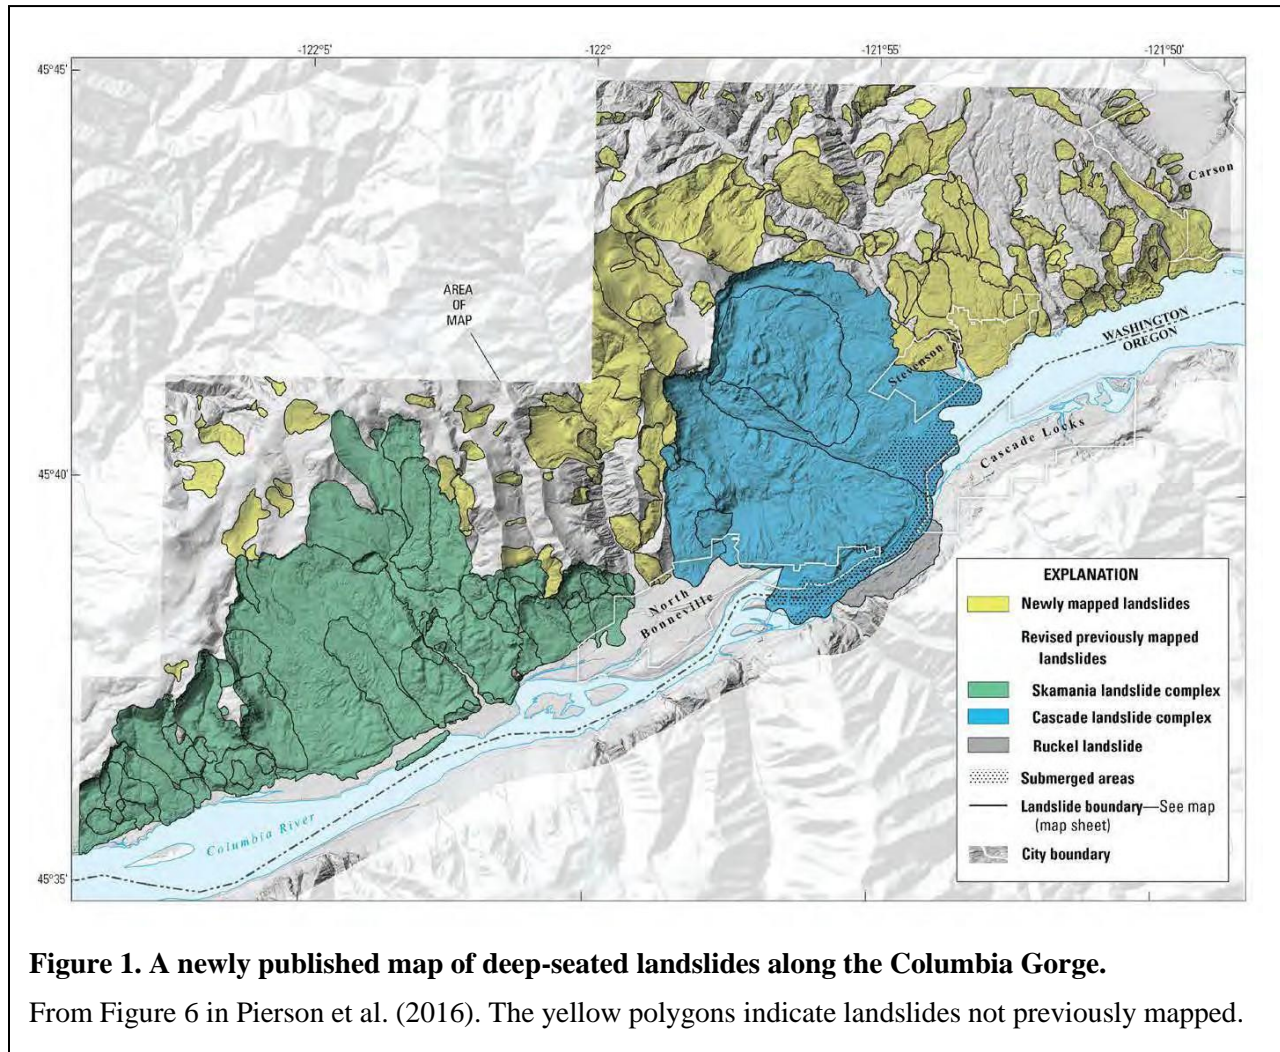 -122°5'
-122°
-121°55'
-121°50'
45°45'
45°40'
45°35'
AREA
OF
MAP
Carson
WASHINGTON
OREGON
Stevenson
Cascade Locks
North
Bonneville
Columbia River
EXPLANATION
Newly mapped landslides
Revised previously mapped
landslides
Skamania landslide complex
Cascade landslide complex
Ruckel landslide
Submerged areas
Landslide boundary—See map
(map sheet)
City boundary
Figure 1. A newly published map of deep-seated landslides along the Columbia Gorge.
From Figure 6 in Pierson et al. (2016). The yellow polygons indicate landslides not previously mapped.